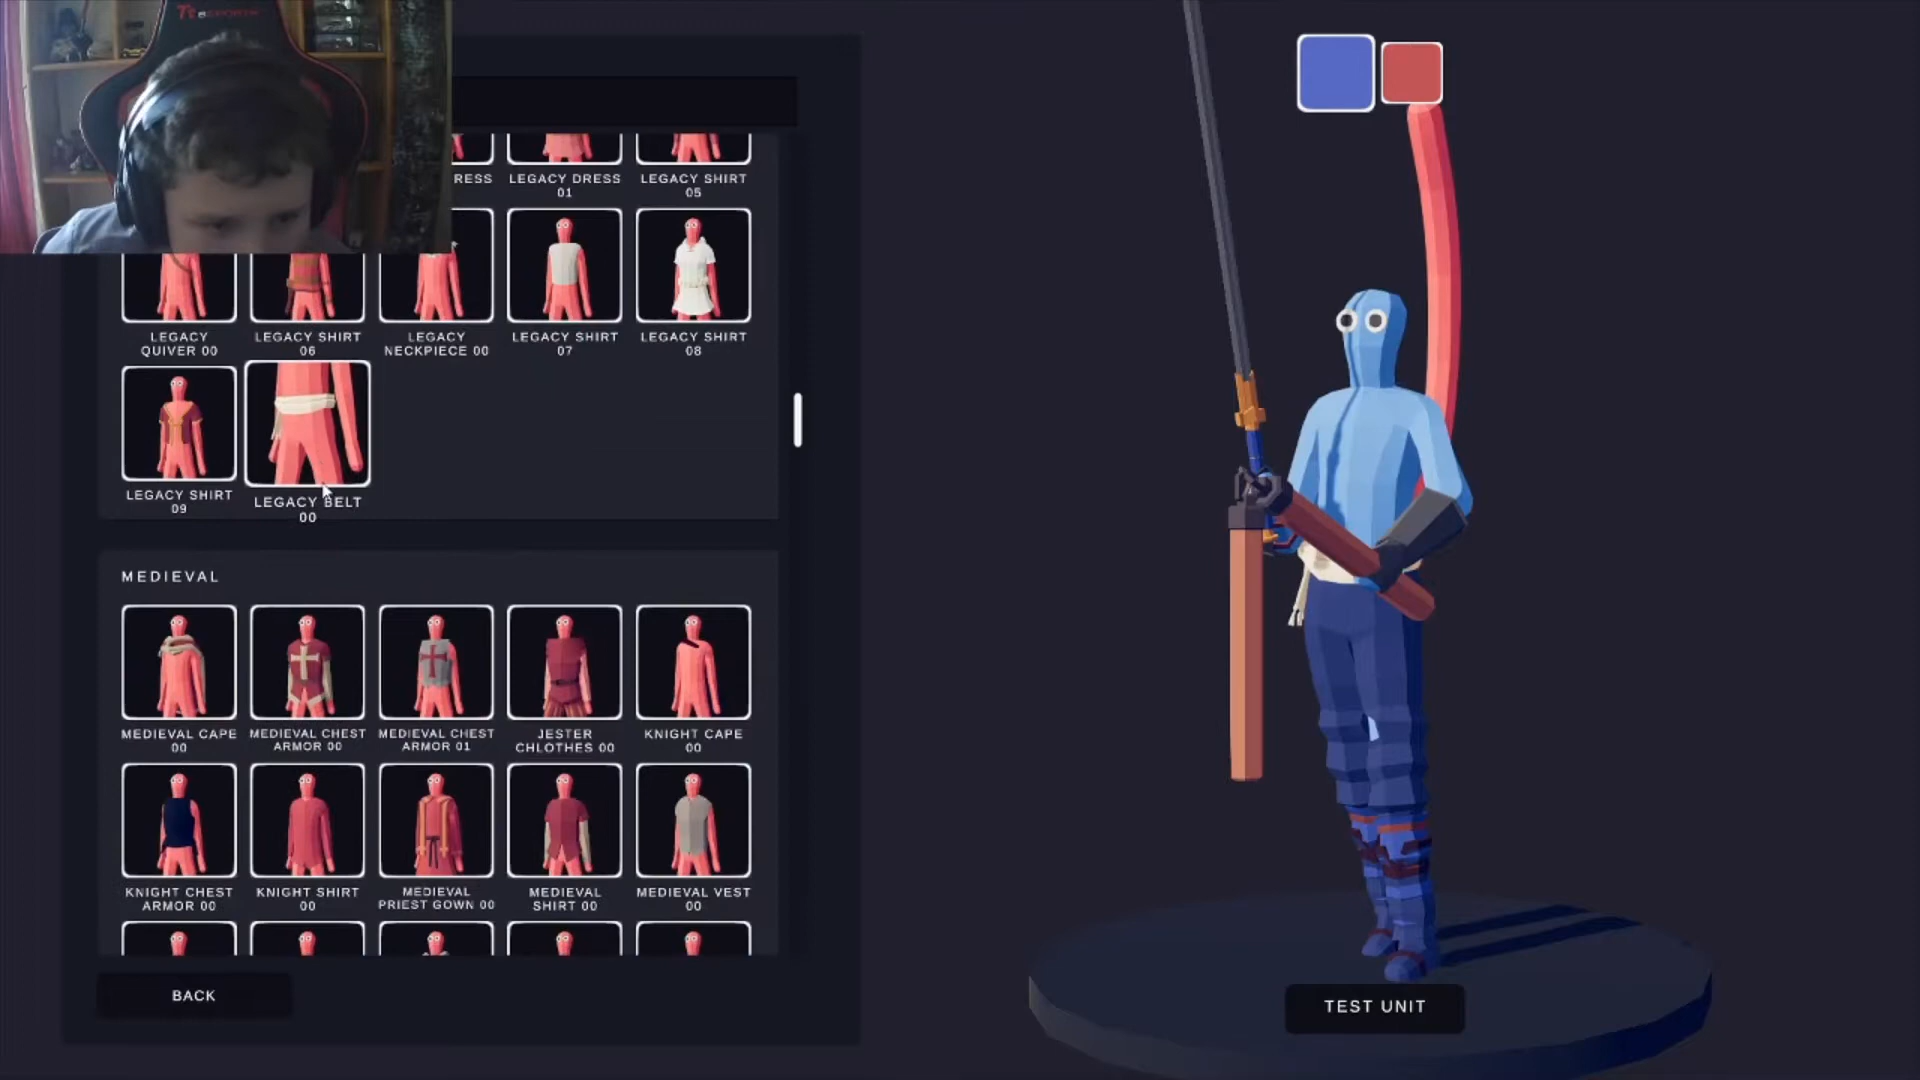 RESS
LEGACY DRESS
01
LEGACY SHIRT
05
LEGACY
QUIVER 00
LEGACY SHIRT
06
LEGACY
NECKPIECE 00
LEGACY SHIRT
07
LEGACY SHIRT
08
LEGACY SHIRT
09
LEGACY BELT
00
MEDIEVAL
MEDIEVAL CAPE
00
MEDIEVAL CHEST
ARMOR 00
MEDIEVAL CHEST
ARMOR 01
JESTER
CHLOTHES 00
KNIGHT CAPE
00
KNIGHT CHEST
ARMOR 00
KNIGHT SHIRT
00
MEDIEVAL
PRIEST GOWN 00
MEDIEVAL
SHIRT 00
MEDIEVAL VEST
00
BACK
TEST UNIT